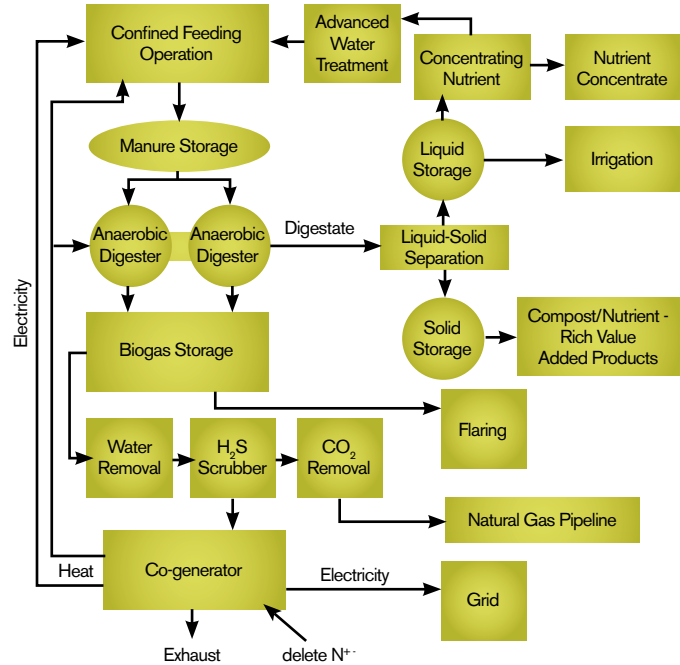 Confined Feeding
Operation
Advanced
Water
Treatment
Concentrating
Nutrient
Nutrient
Concentrate
Manure Storage
Liquid
Storage
Irrigation
Anaerobic
Digester
Anaerobic
Digester
Digestate
Liquid-Solid
Separation
Electricity
Biogas Storage
Solid
Storage
Compost/Nutrient -
Rich Value
Added Products
Flaring
Water
Removal
H₂S
Scrubber
CO₂
Removal
Natural Gas Pipeline
Heat
Co-generator
Electricity
Grid
Exhaust
delete N⁺⁻